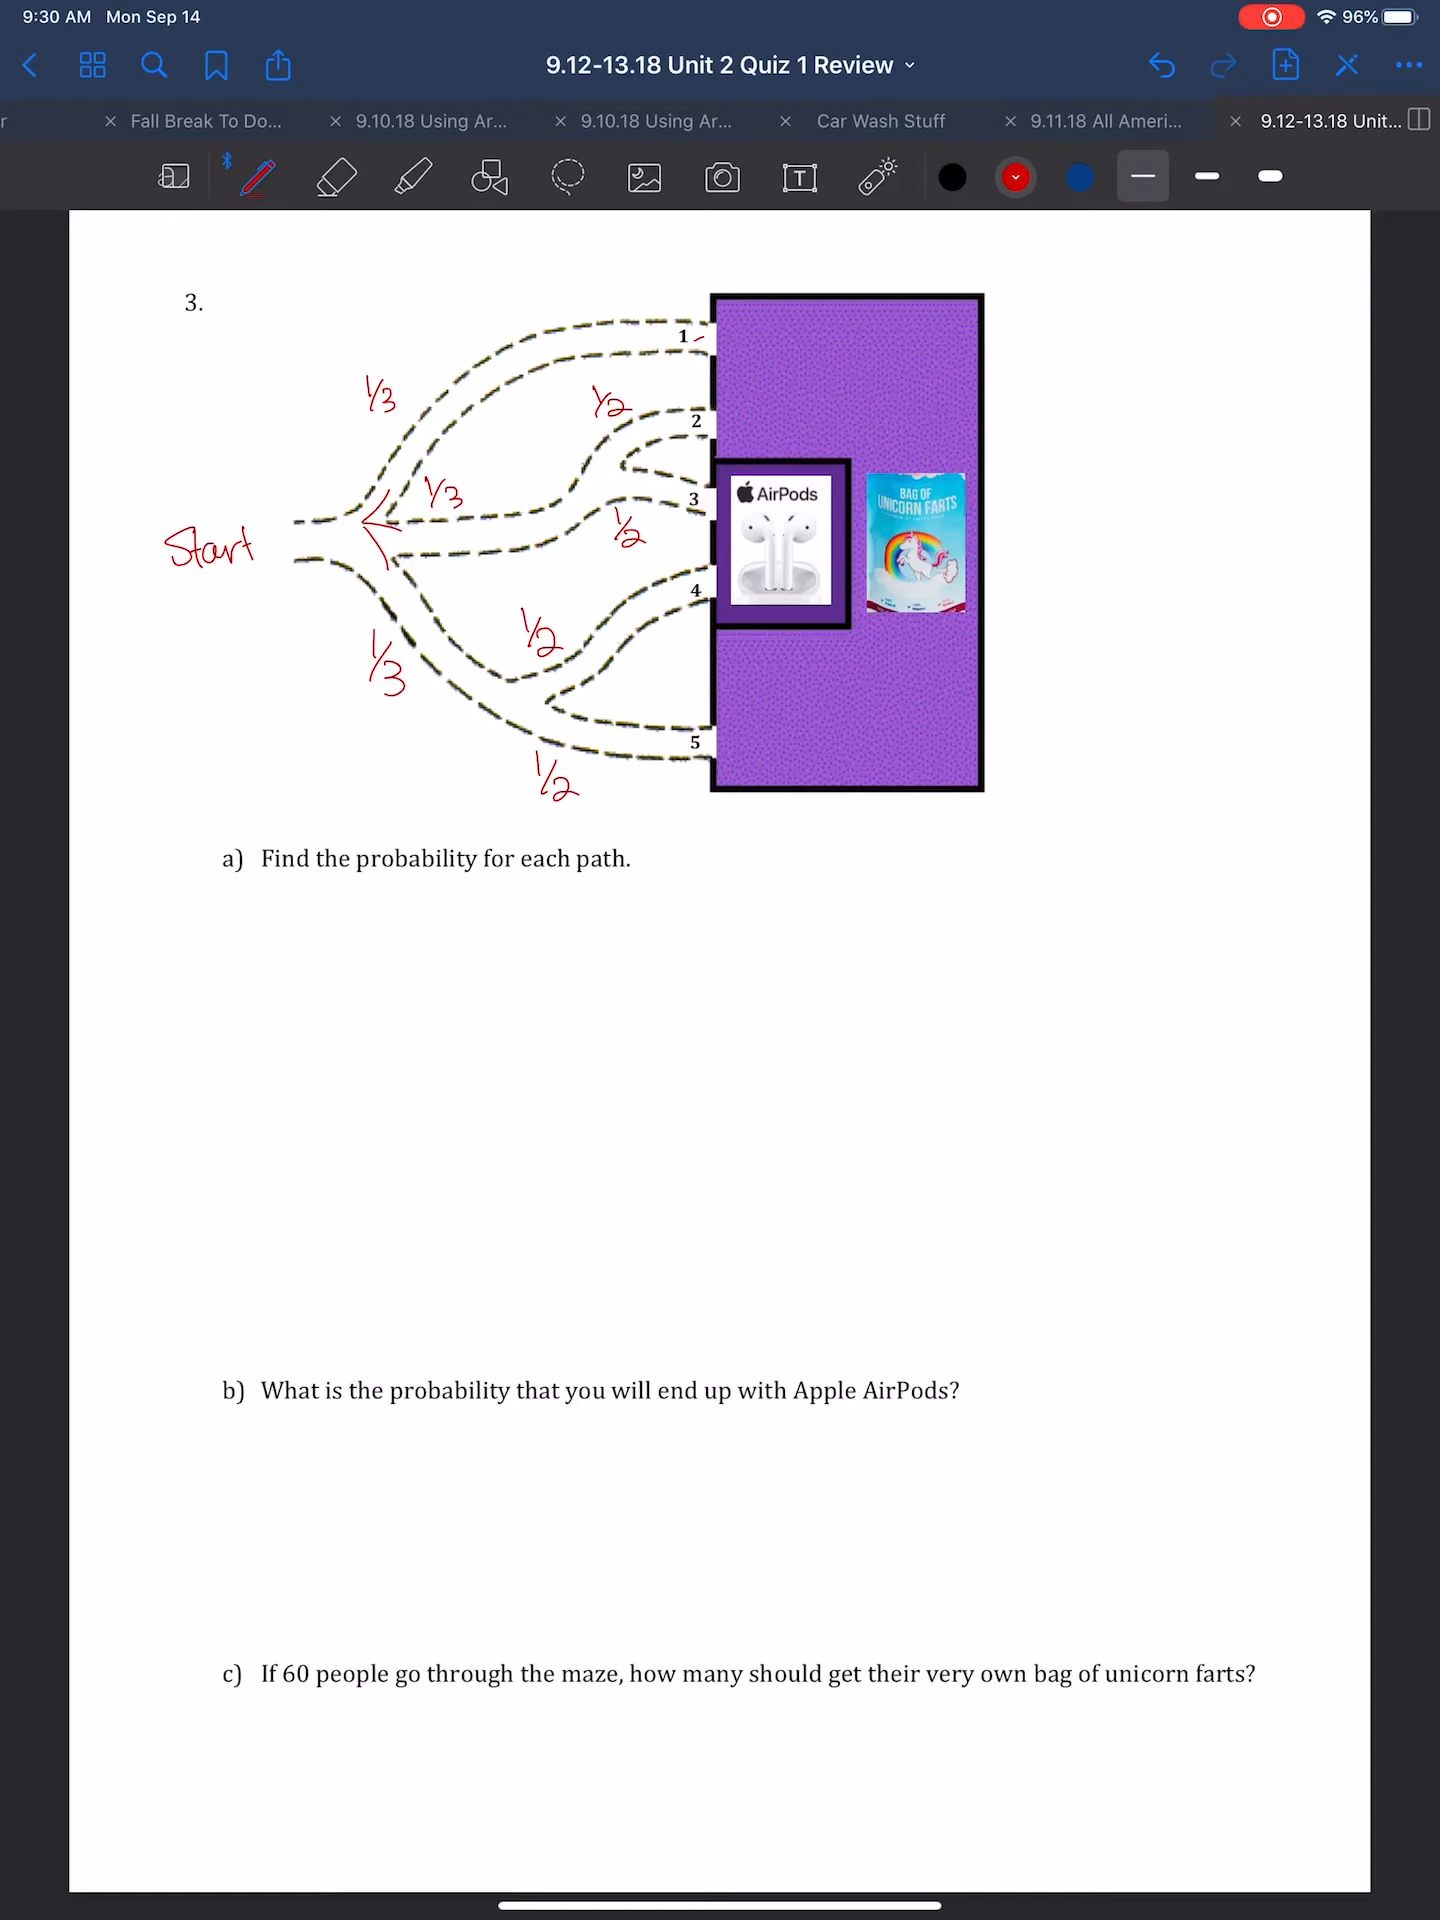 9:30 AM Mon Sep 14
96%
9.12-13.18 Unit 2 Quiz 1 Review
r
Fall Break To Do...
9.10.18 Using Ar...
9.10.18 Using Ar...
Car Wash Stuff
9.11.18 All Ameri...
9.12-13.18 Unit...
T
3.
1
1/3
1/2
2
AirPods
BAG OF
UNICORN FARTS
1/3
3
1/2
Start
4
1/2
1/3
5
1/2
a) Find the probability for each path.
b) What is the probability that you will end up with Apple AirPods?
c) If 60 people go through the maze, how many should get their very own bag of unicorn farts?